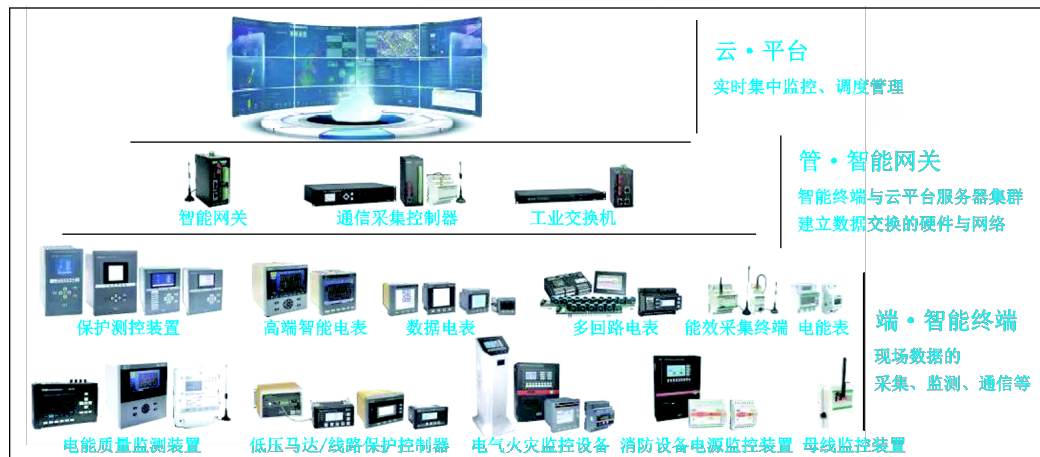 云·平台
实时集中监控、调度管理
管·智能网关
智能终端与云平台服务器集群
建立数据交换的硬件与网络
智能网关
通信采集控制器
工业交换机
保护测控装置
高端智能电表
数据电表
多回路电表
能效采集终端
电能表
端·智能终端
现场数据的
采集、监测、通信等
电能质量监测装置
低压马达/线路保护控制器
电气火灾监控设备
消防设备电源监控装置
母线监控装置